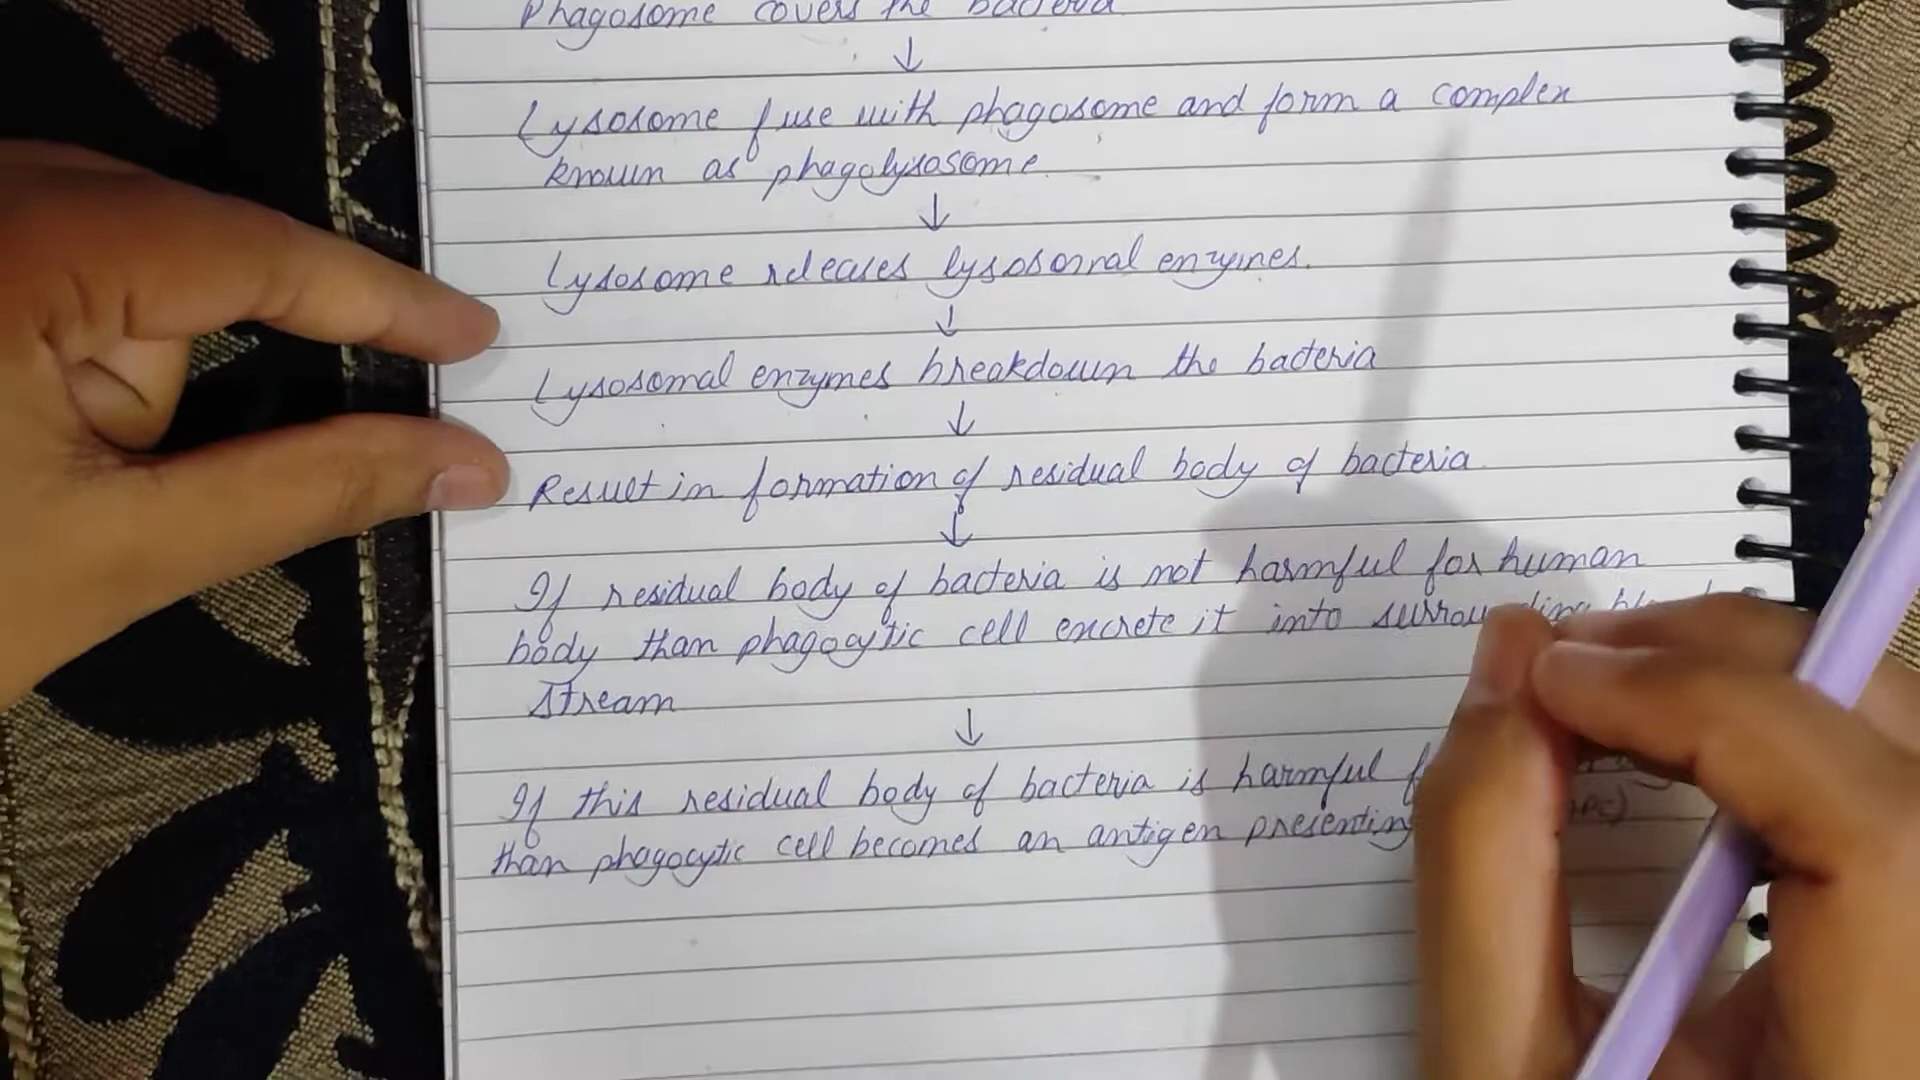 Phagosome covers the bacteria
↓
Lysosome fuse with phagosome and form a complex
known as phagolysosome.
↓
Lysosome releases lysosomal enzymes.
↓
Lysosomal enzymes breakdown the bacteria
↓
Result in formation of residual body of bacteria.
↓
If residual body of bacteria is not harmful for human
body than phagocytic cell excrete it into surrounding
stream
↓
If this residual body of bacteria is harmful
than phagocytic cell becomes an antigen presenting